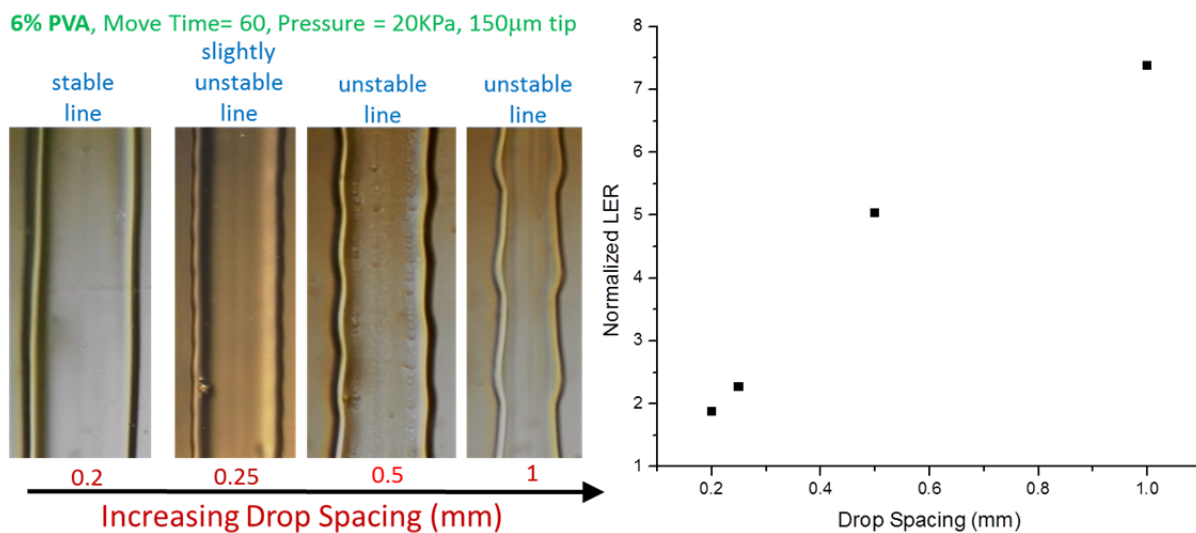 6% PVA, Move Time= 60, Pressure = 20KPa, 150μm tip
stable
line
slightly
unstable
line
unstable
line
unstable
line
0.2
0.25
0.5
1
Increasing Drop Spacing (mm)
8
7
6
5
4
3
2
1
Normalized LER
0.2
0.4
0.6
0.8
1.0
Drop Spacing (mm)